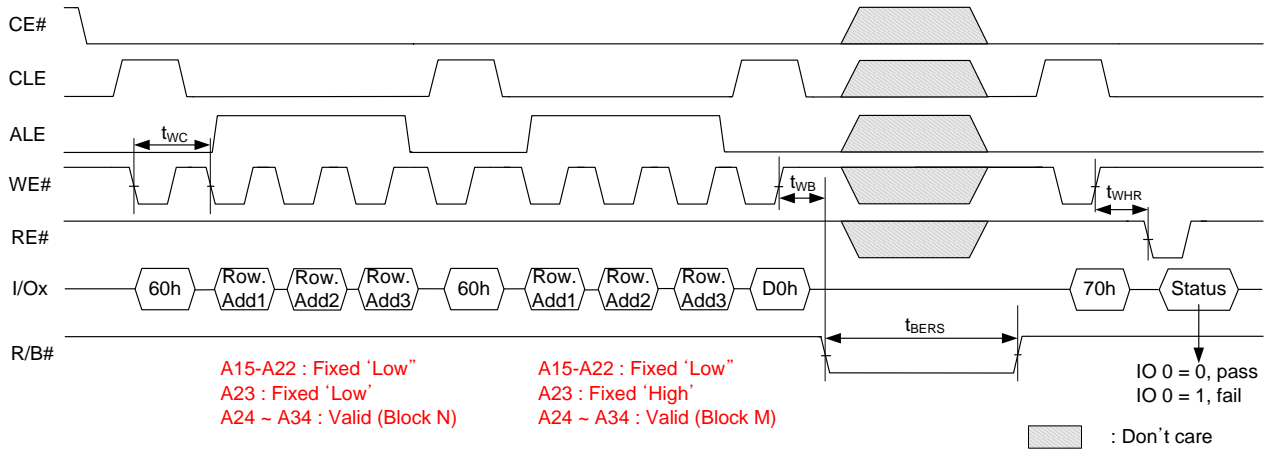 CE#
CLE
ALE
tWC
WE#
tWB
tWHR
RE#
I/Ox
60h
Row. Add1
Row. Add2
Row. Add3
60h
Row. Add1
Row. Add2
Row. Add3
D0h
70h
Status
tBERS
R/B#
A15-A22 : Fixed ‘Low”
A23 : Fixed ‘Low’
A24 ~ A34 : Valid (Block N)
A15-A22 : Fixed ‘Low”
A23 : Fixed ‘High’
A24 ~ A34 : Valid (Block M)
IO 0 = 0, pass
IO 0 = 1, fail
: Don’t care